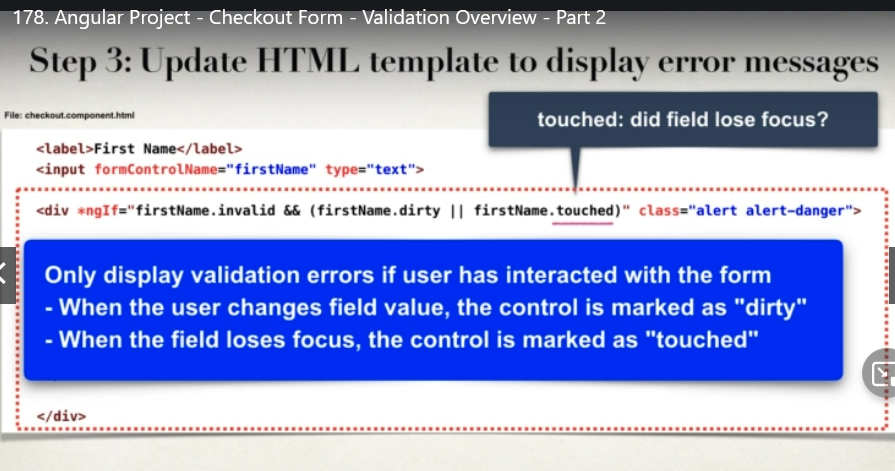 178. Angular Project - Checkout Form - Validation Overview - Part 2
Step 3: Update HTML template to display error messages
File: checkout.component.html
touched: did field lose focus?
<label>First Name</label>
<input formControlName="firstName" type="text">
<div *ngIf="firstName.invalid && (firstName.dirty || firstName.touched)" class="alert alert-danger">
Only display validation errors if user has interacted with the form
- When the user changes field value, the control is marked as "dirty"
- When the field loses focus, the control is marked as "touched"
</div>